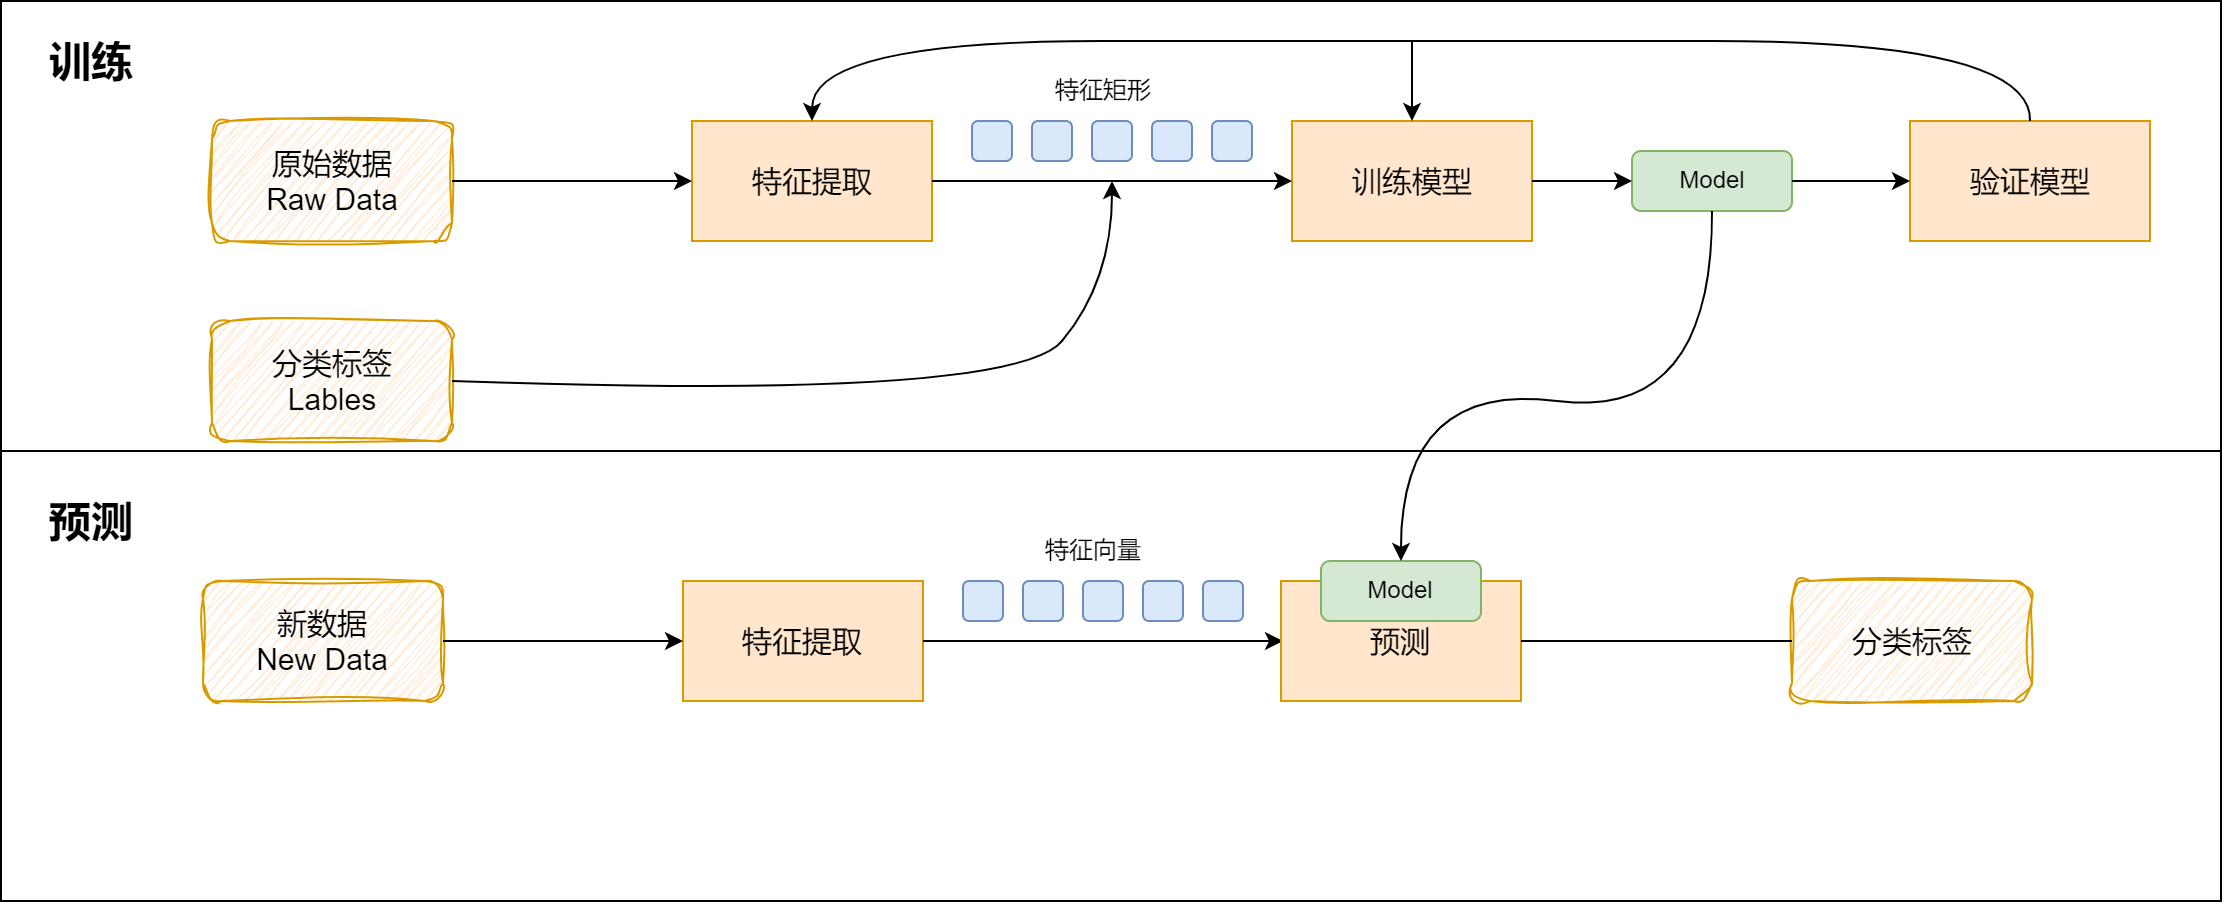 训练
特征矩形
原始数据
Raw Data
特征提取
训练模型
Model
验证模型
分类标签
Lables
预测
特征向量
新数据
New Data
特征提取
Model
预测
分类标签